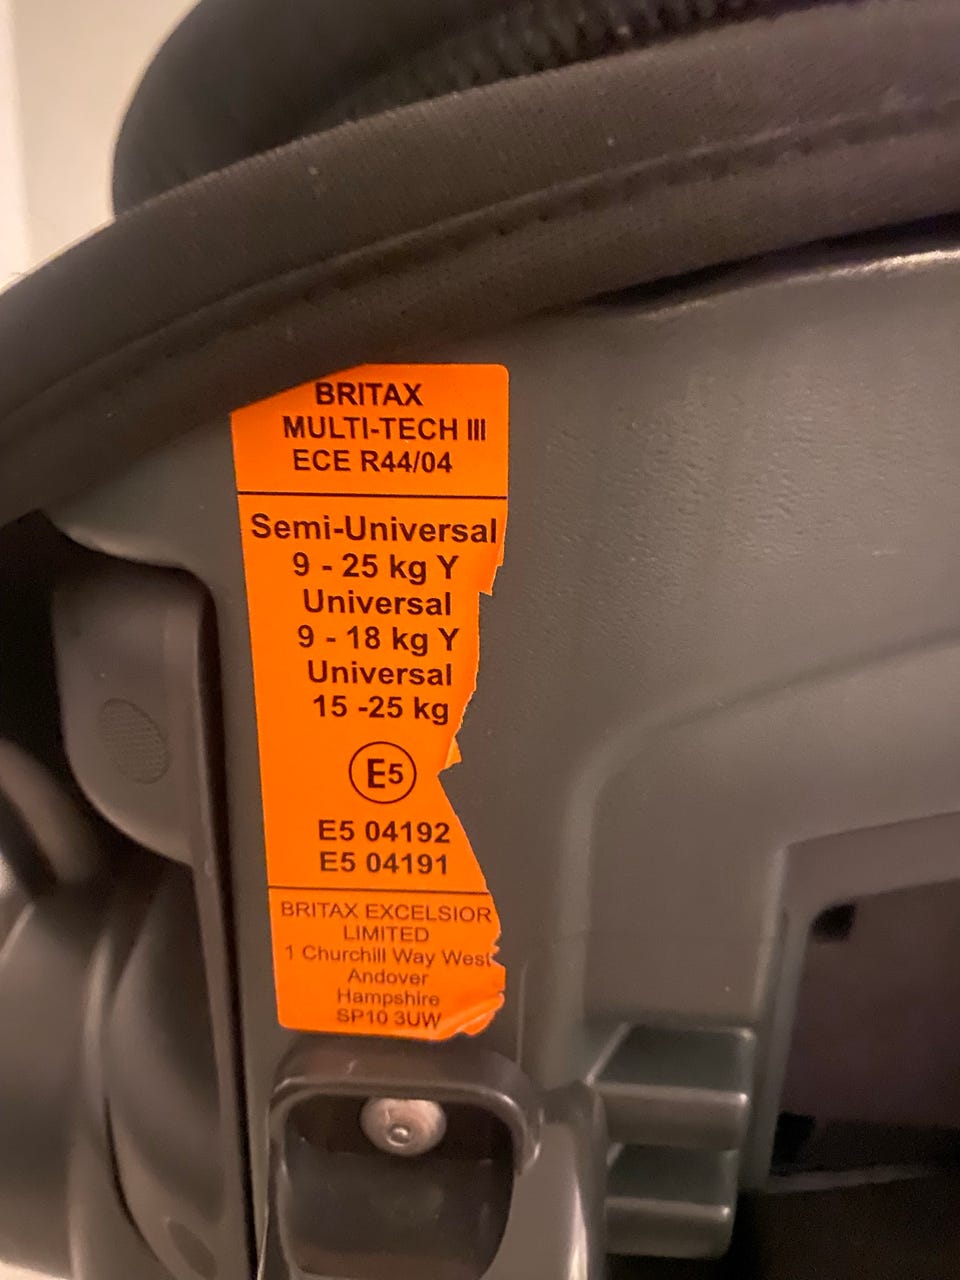 BRITAX
MULTI-TECH III
ECE R44/04
Semi-Universal
9 - 25 kg Y
Universal
9 - 18 kg Y
Universal
15 -25 kg
E5
E5 04192
E5 04191
BRITAX EXCELSIOR
LIMITED
1 Churchill Way West
Andover
Hampshire
SP10 3UW